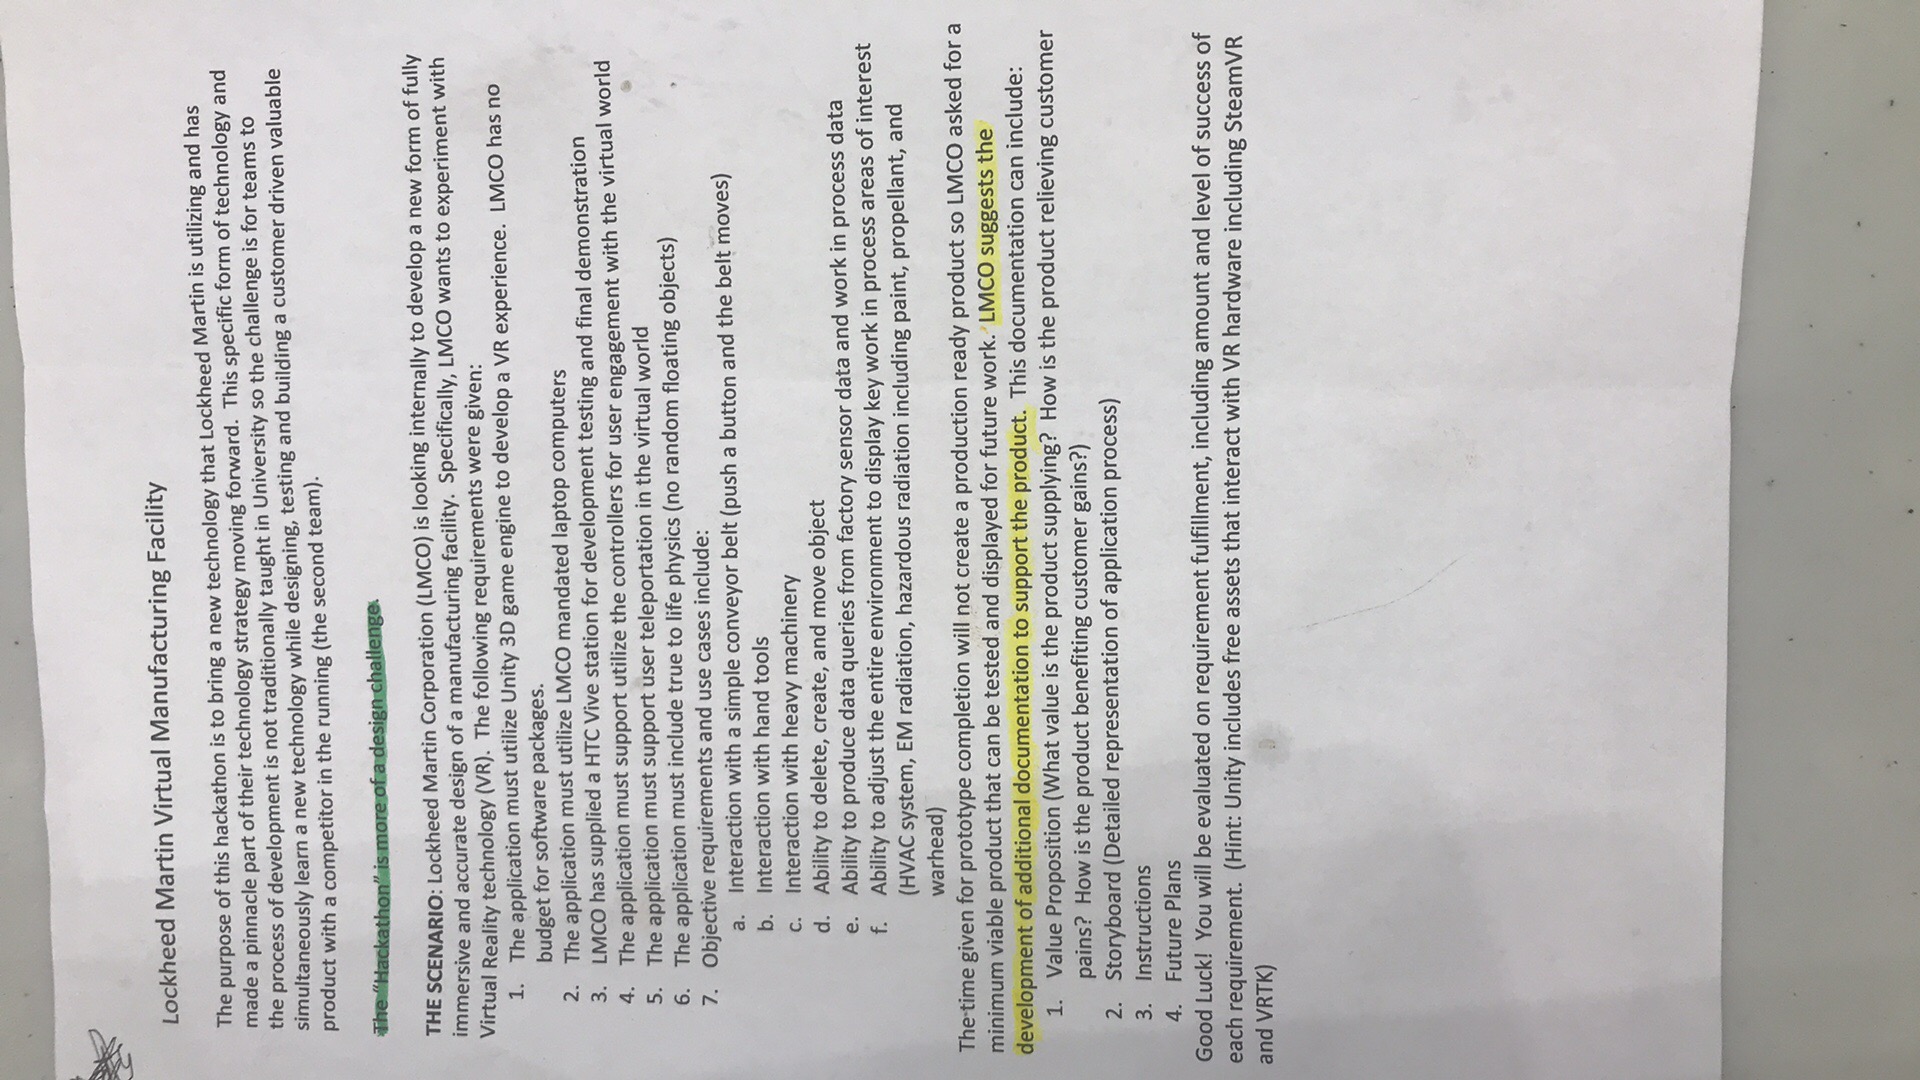 Lockheed Martin Virtual Manufacturing Facility
The purpose of this hackathon is to bring a new technology that Lockheed Martin is utilizing and has
made a pinnacle part of their technology strategy moving forward. This specific form of technology and
the process of development is not traditionally taught in University so the challenge is for teams to
simultaneously learn a new technology while designing, testing and building a customer driven valuable
product with a competitor in the running (the second team).
The “Hackathon” is more of a design challenge.
THE SCENARIO: Lockheed Martin Corporation (LMCO) is looking internally to develop a new form of fully
immersive and accurate design of a manufacturing facility. Specifically, LMCO wants to experiment with
Virtual Reality technology (VR). The following requirements were given:
1. The application must utilize Unity 3D game engine to develop a VR experience. LMCO has no
budget for software packages.
2. The application must utilize LMCO mandated laptop computers
3. LMCO has supplied a HTC Vive station for development testing and final demonstration
4. The application must support utilize the controllers for user engagement with the virtual world
5. The application must support user teleportation in the virtual world
6. The application must include true to life physics (no random floating objects)
7. Objective requirements and use cases include:
a. Interaction with a simple conveyor belt (push a button and the belt moves)
b. Interaction with hand tools
c. Interaction with heavy machinery
d. Ability to delete, create, and move object
e. Ability to produce data queries from factory sensor data and work in process data
f. Ability to adjust the entire environment to display key work in process areas of interest
(HVAC system, EM radiation, hazardous radiation including paint, propellant, and
warhead)
The time given for prototype completion will not create a production ready product so LMCO asked for a
minimum viable product that can be tested and displayed for future work. LMCO suggests the
development of additional documentation to support the product. This documentation can include:
1. Value Proposition (What value is the product supplying? How is the product relieving customer
pains? How is the product benefiting customer gains?)
2. Storyboard (Detailed representation of application process)
3. Instructions
4. Future Plans
Good Luck! You will be evaluated on requirement fulfillment, including amount and level of success of
each requirement. (Hint: Unity includes free assets that interact with VR hardware including SteamVR
and VRTK)